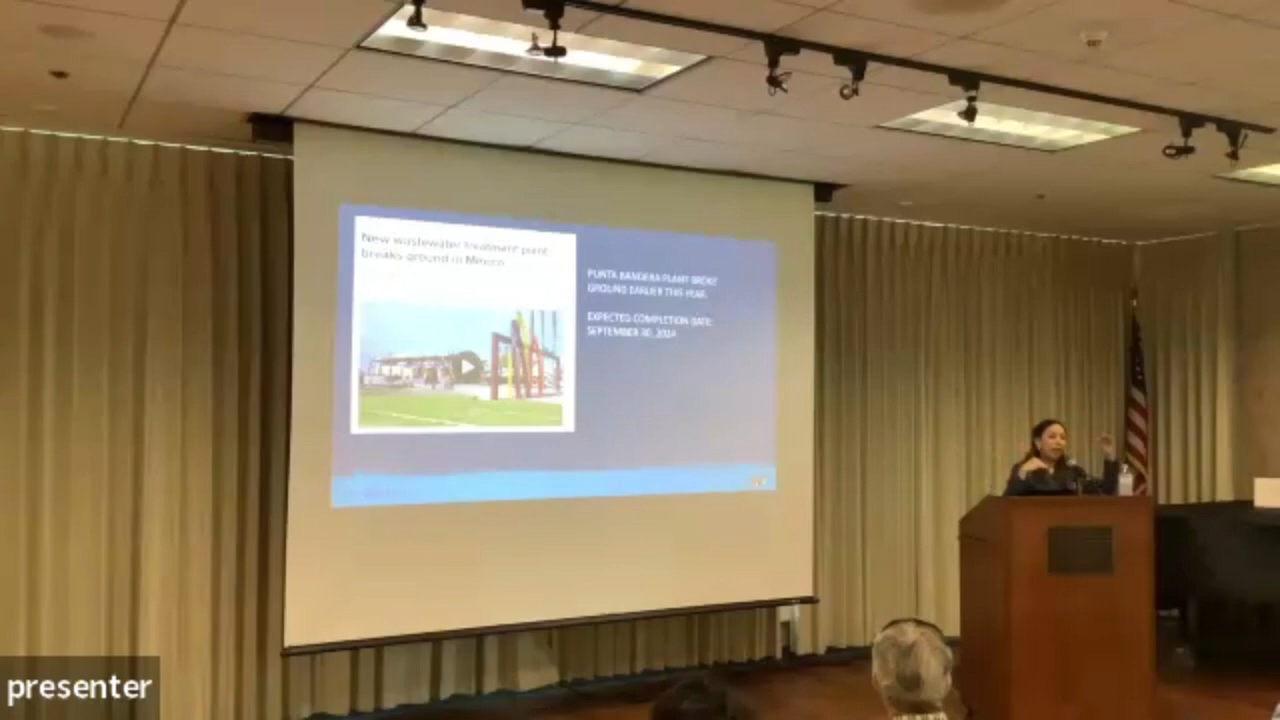 New wastewater treatment plant
breaks ground in Mexico
PUNTA BANDERA PLANT BROKE
GROUND EARLIER THIS YEAR.
EXPECTED COMPLETION DATE:
SEPTEMBER 30, 2024
presenter